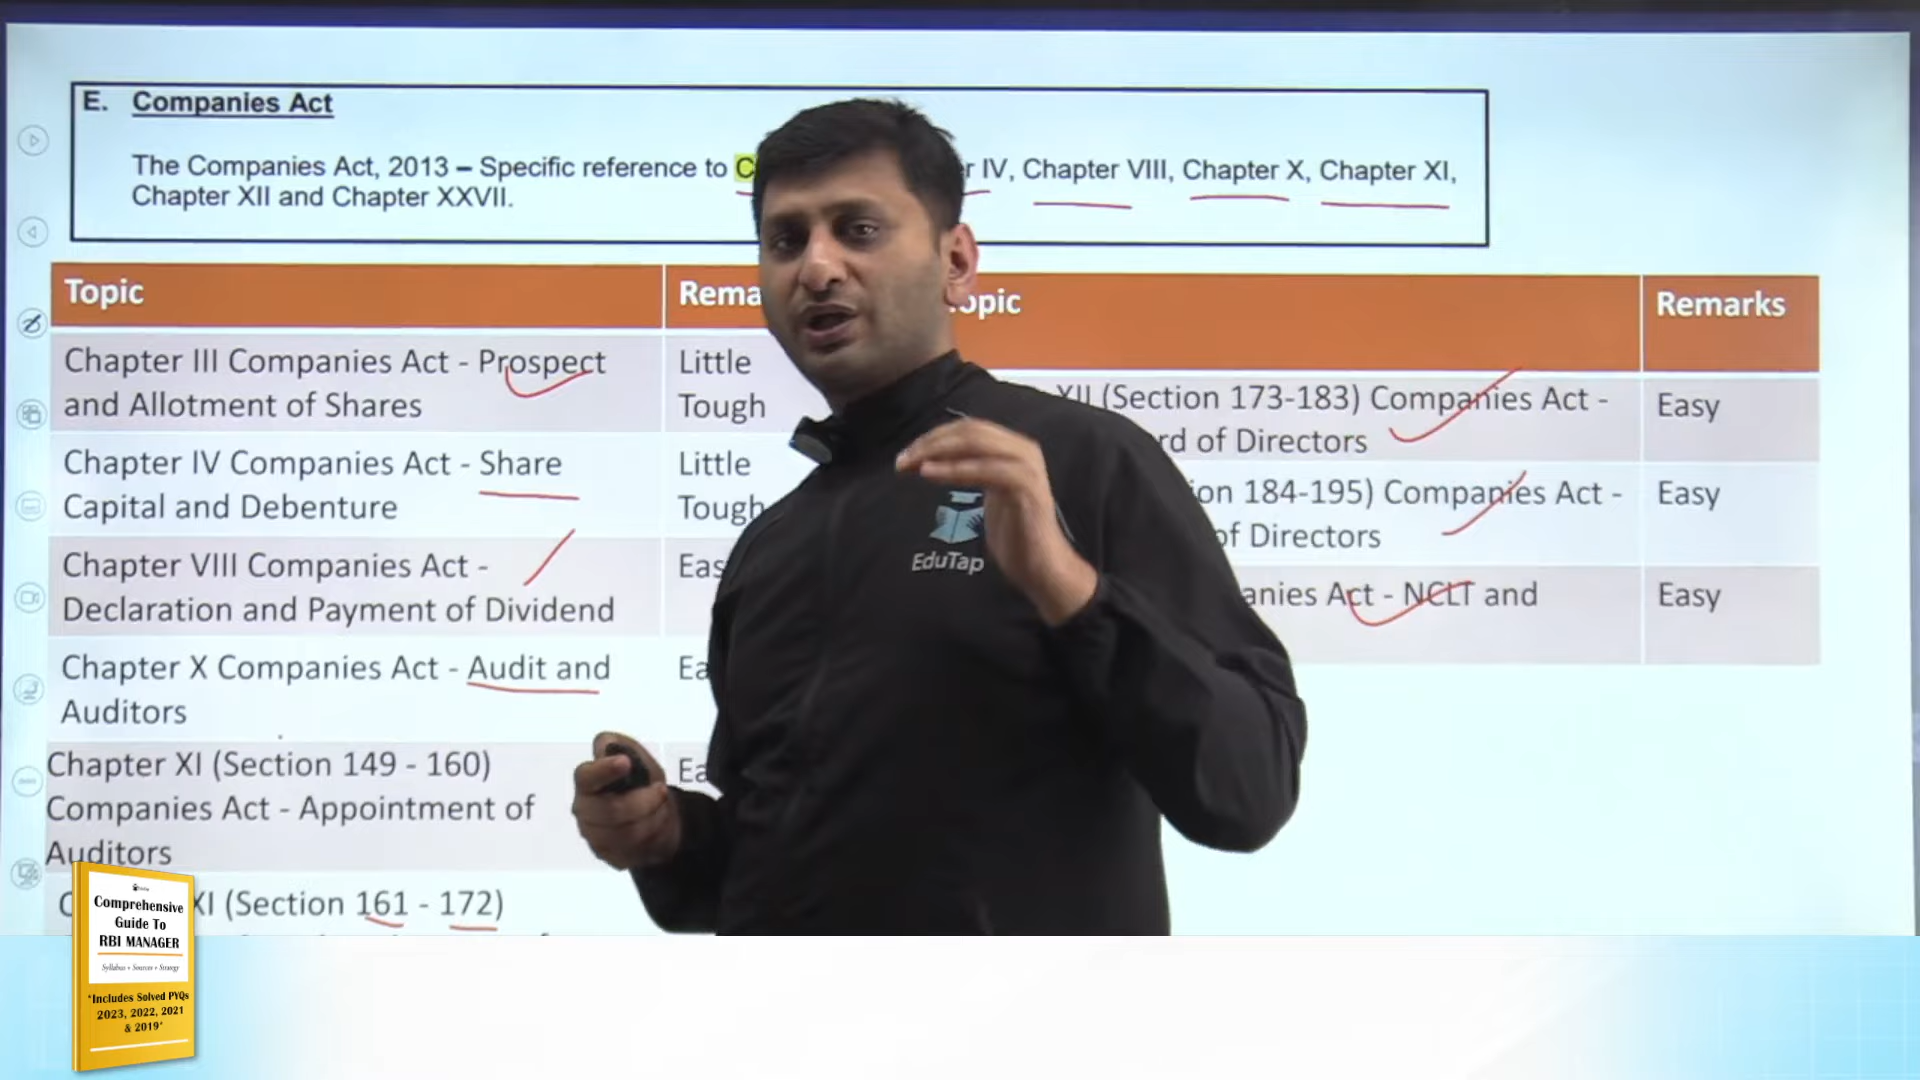 E. Companies Act
The Companies Act, 2013 – Specific reference to C r IV, Chapter VIII, Chapter X, Chapter XI,
Chapter XII and Chapter XXVII.
Topic Rema
Chapter III Companies Act - Prospect Little
and Allotment of Shares Tough
Chapter IV Companies Act - Share Little
Capital and Debenture Tough
Chapter VIII Companies Act - Eas
Declaration and Payment of Dividend
Chapter X Companies Act - Audit and Ea
Auditors
Chapter XI (Section 149 - 160) Ea
Companies Act - Appointment of
Auditors
C XI (Section 161 - 172)
opic Remarks
XII (Section 173-183) Companies Act - Easy
rd of Directors
ion 184-195) Companies Act - Easy
of Directors
anies Act - NCLT and Easy
EduTap
Comprehensive
Guide To
RBI MANAGER
Syllabus + Sources + Strategy
*Includes Solved PYQs
2023, 2022, 2021
& 2019*